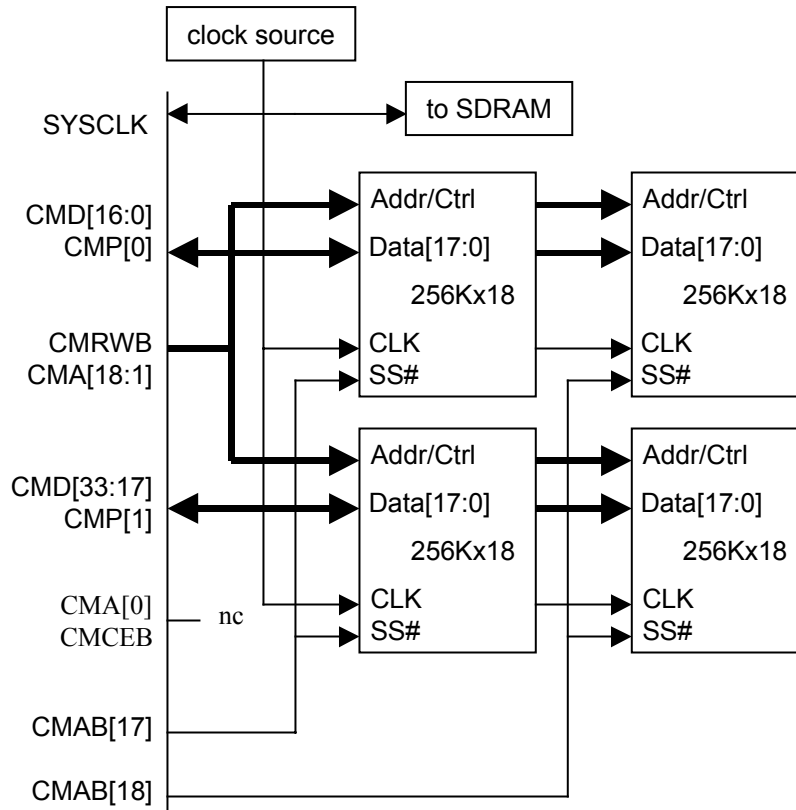 clock source
SYSCLK
to SDRAM
CMD[16:0]
CMP[0]
CMRWB
CMA[18:1]
CMD[33:17]
CMP[1]
CMA[0]
nc
CMCEB
CMAB[17]
CMAB[18]
Addr/Ctrl
Data[17:0]
256Kx18
CLK
SS#
Addr/Ctrl
Data[17:0]
256Kx18
CLK
SS#
Addr/Ctrl
Data[17:0]
256Kx18
CLK
SS#
Addr/Ctrl
Data[17:0]
256Kx18
CLK
SS#